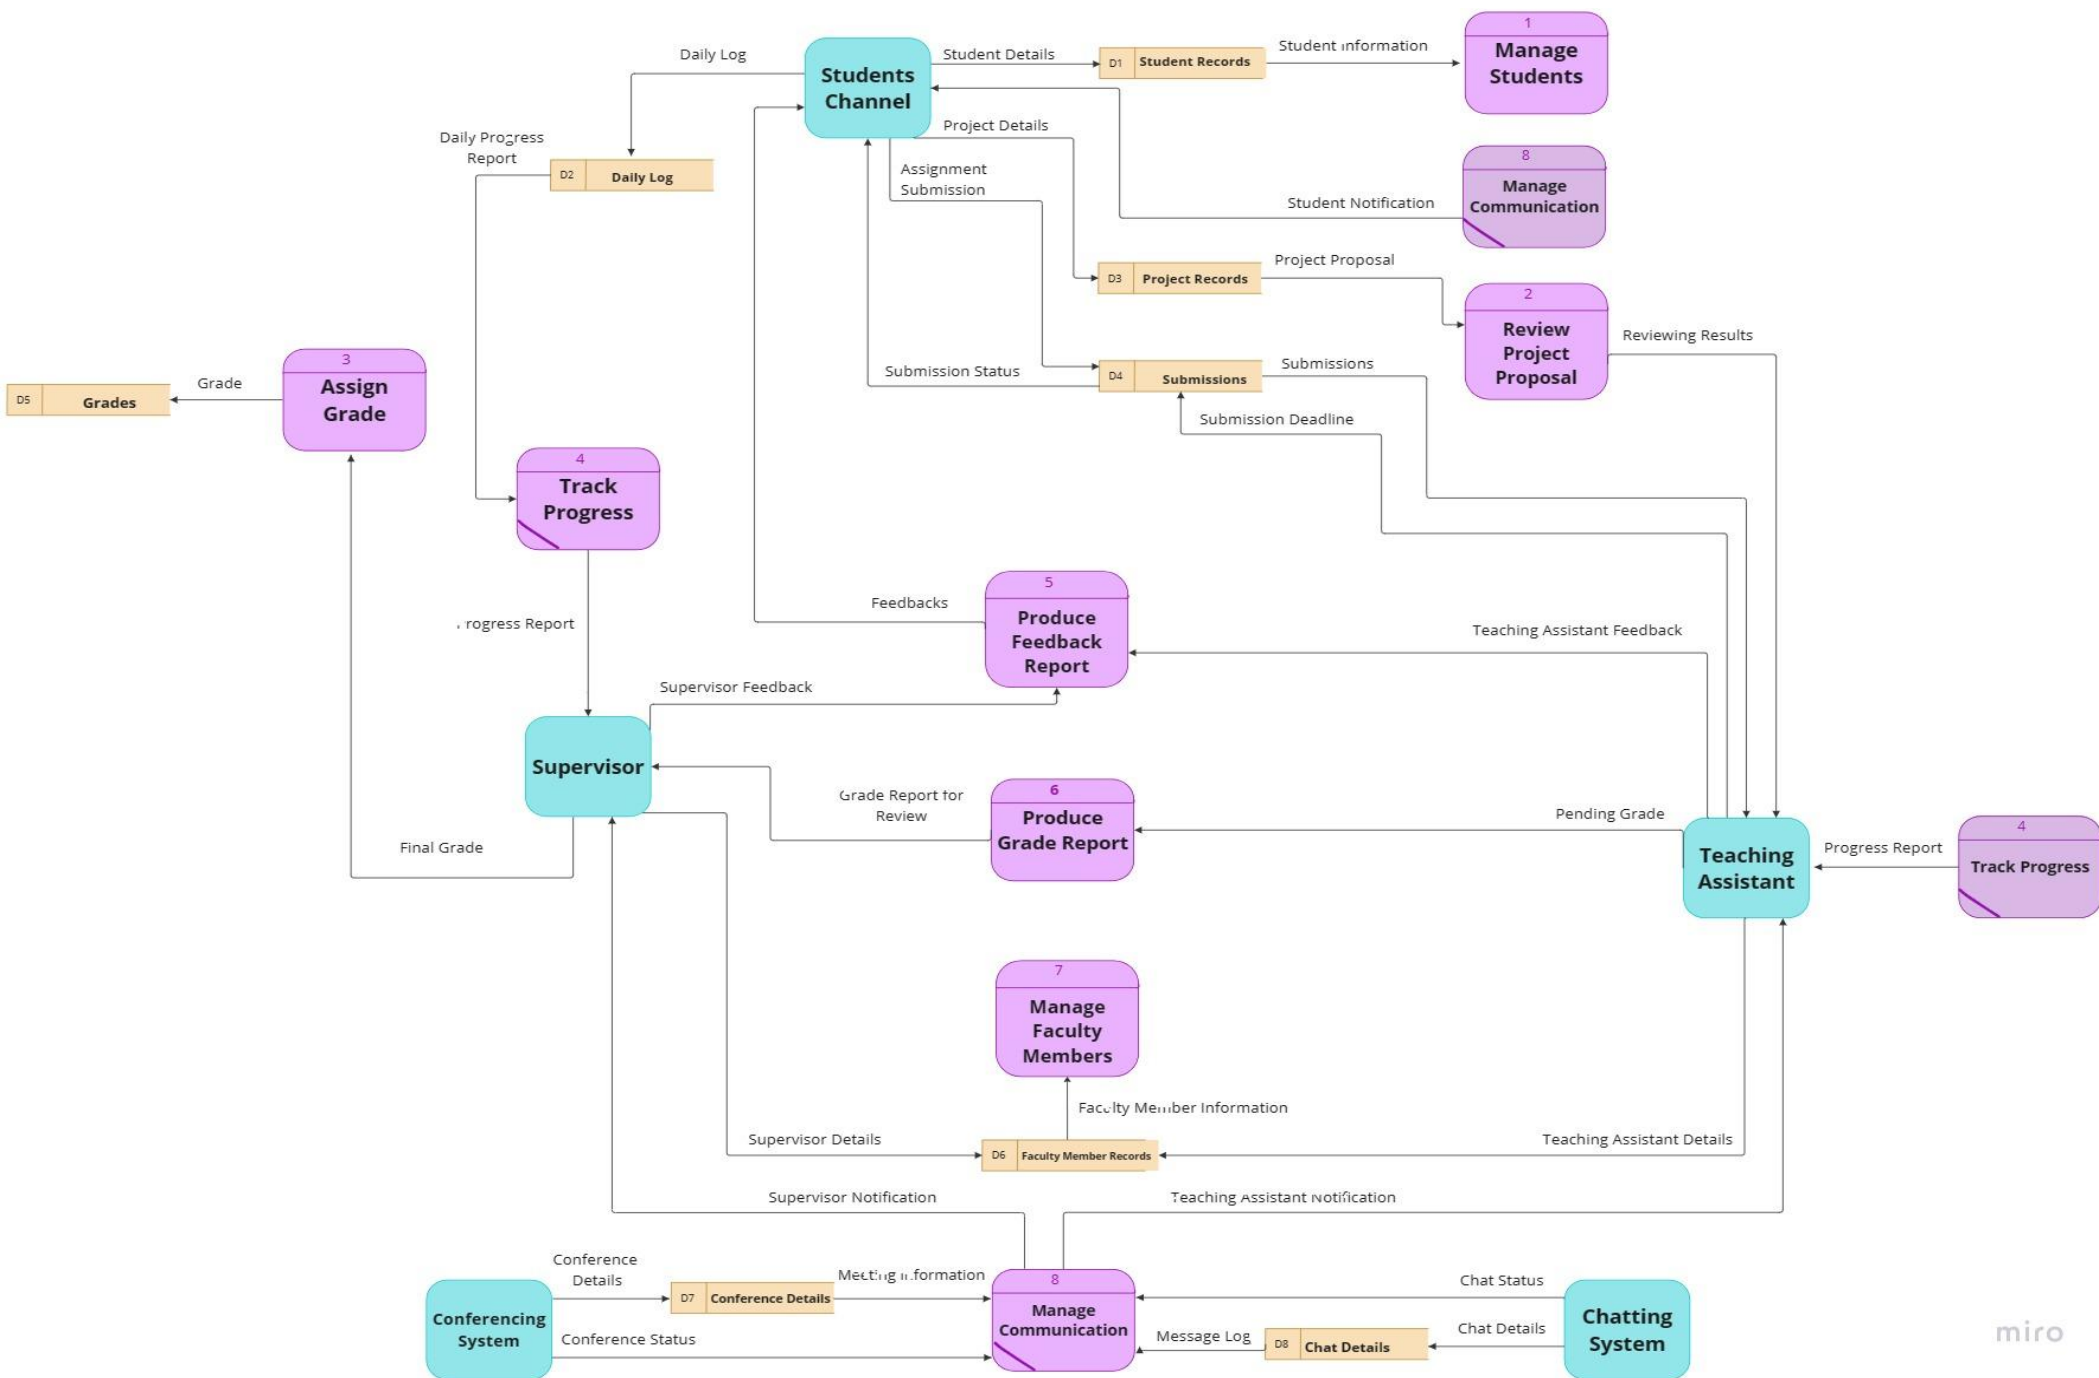 1
Manage
Students
Student Information
D1 Student Records
Student Details
Students
Channel
Daily Log
Daily Progress
Report
D2 Daily Log
Project Details
Assignment
Submission
8
Manage
Communication
Student Notification
D3 Project Records
Project Proposal
2
Review
Project
Proposal
Reviewing Results
D4 Submissions
Submissions
Submission Status
Submission Deadline
3
Assign
Grade
Grade
D5 Grades
4
Track
Progress
5
Produce
Feedback
Report
Feedbacks
Teaching Assistant Feedback
rogress Report
Supervisor Feedback
Supervisor
6
Produce
Grade Report
Grade Report for
Review
Pending Grade
Final Grade
Teaching
Assistant
Progress Report
4
Track Progress
7
Manage
Faculty
Members
Faculty Member Information
Supervisor Details
D6 Faculty Member Records
Teaching Assistant Details
Supervisor Notification
Teaching Assistant Notification
Conferencing
System
Conference
Details
D7 Conference Details
Meeting Information
Conference Status
8
Manage
Communication
Chat Status
Message Log
D8 Chat Details
Chat Details
Chatting
System
miro